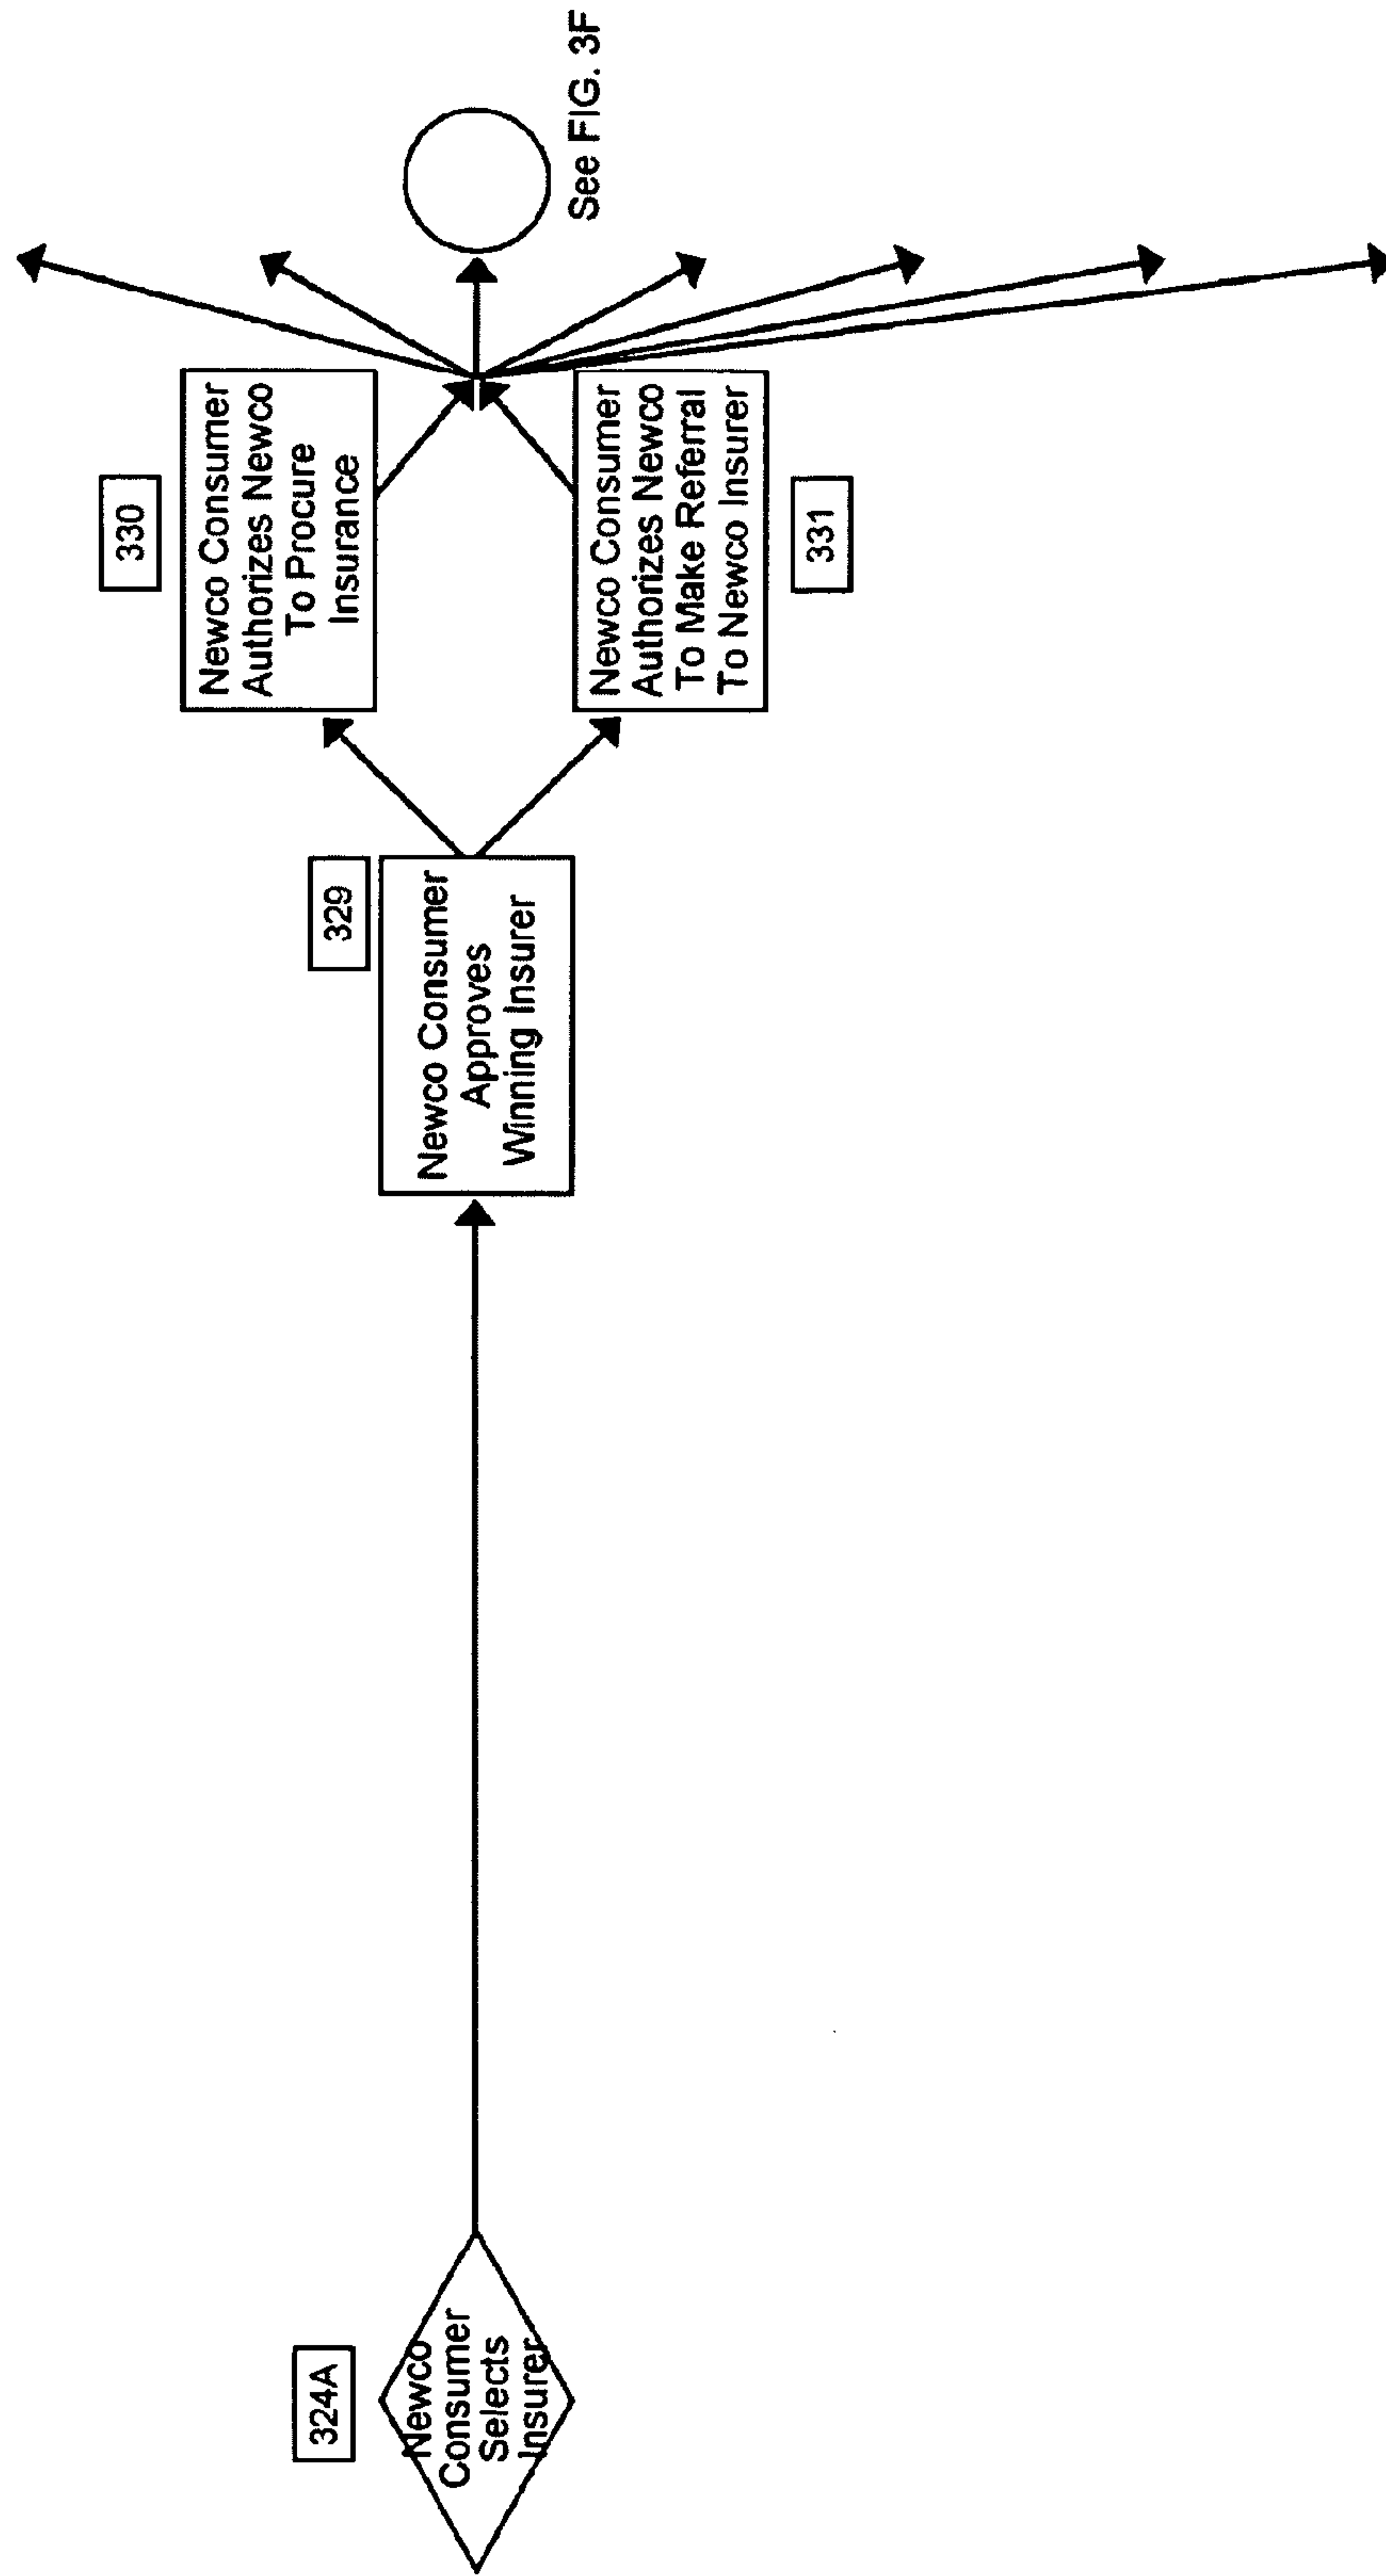 324A
Newco
Consumer
Selects
Insurer
329
Newco Consumer
Approves
Winning Insurer
330
Newco Consumer
Authorizes Newco
To Procure
Insurance
Newco Consumer
Authorizes Newco
To Make Referral
To Newco Insurer
331
See FIG. 3F